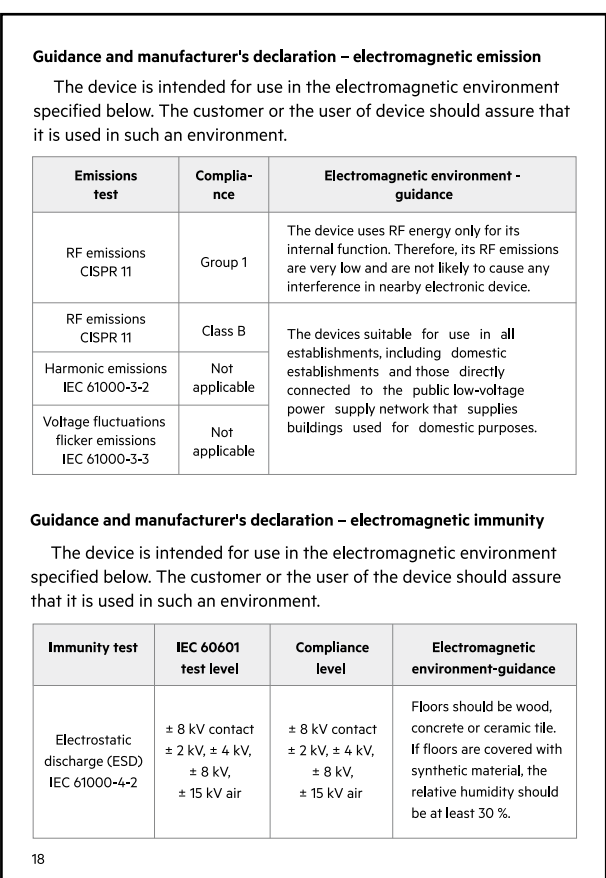 Guidance and manufacturer's declaration – electromagnetic emission
The device is intended for use in the electromagnetic environment
specified below. The customer or the user of device should assure that
it is used in such an environment.
Emissions
test
Complia-
nce
Electromagnetic environment -
guidance
RF emissions
CISPR 11
Group 1
The device uses RF energy only for its
internal function. Therefore, its RF emissions
are very low and are not likely to cause any
interference in nearby electronic device.
RF emissions
CISPR 11
Class B
The devices suitable for use in all
establishments, including domestic
establishments and those directly
connected to the public low-voltage
power supply network that supplies
buildings used for domestic purposes.
Harmonic emissions
IEC 61000-3-2
Not
applicable
Voltage fluctuations
flicker emissions
IEC 61000-3-3
Not
applicable
Guidance and manufacturer's declaration – electromagnetic immunity
The device is intended for use in the electromagnetic environment
specified below. The customer or the user of the device should assure
that it is used in such an environment.
Immunity test
IEC 60601
test level
Compliance
level
Electromagnetic
environment-guidance
Electrostatic
discharge (ESD)
IEC 61000-4-2
± 8 kV contact
± 2 kV, ± 4 kV,
± 8 kV,
± 15 kV air
± 8 kV contact
± 2 kV, ± 4 kV,
± 8 kV,
± 15 kV air
Floors should be wood,
concrete or ceramic tile.
If floors are covered with
synthetic material, the
relative humidity should
be at least 30 %.
18